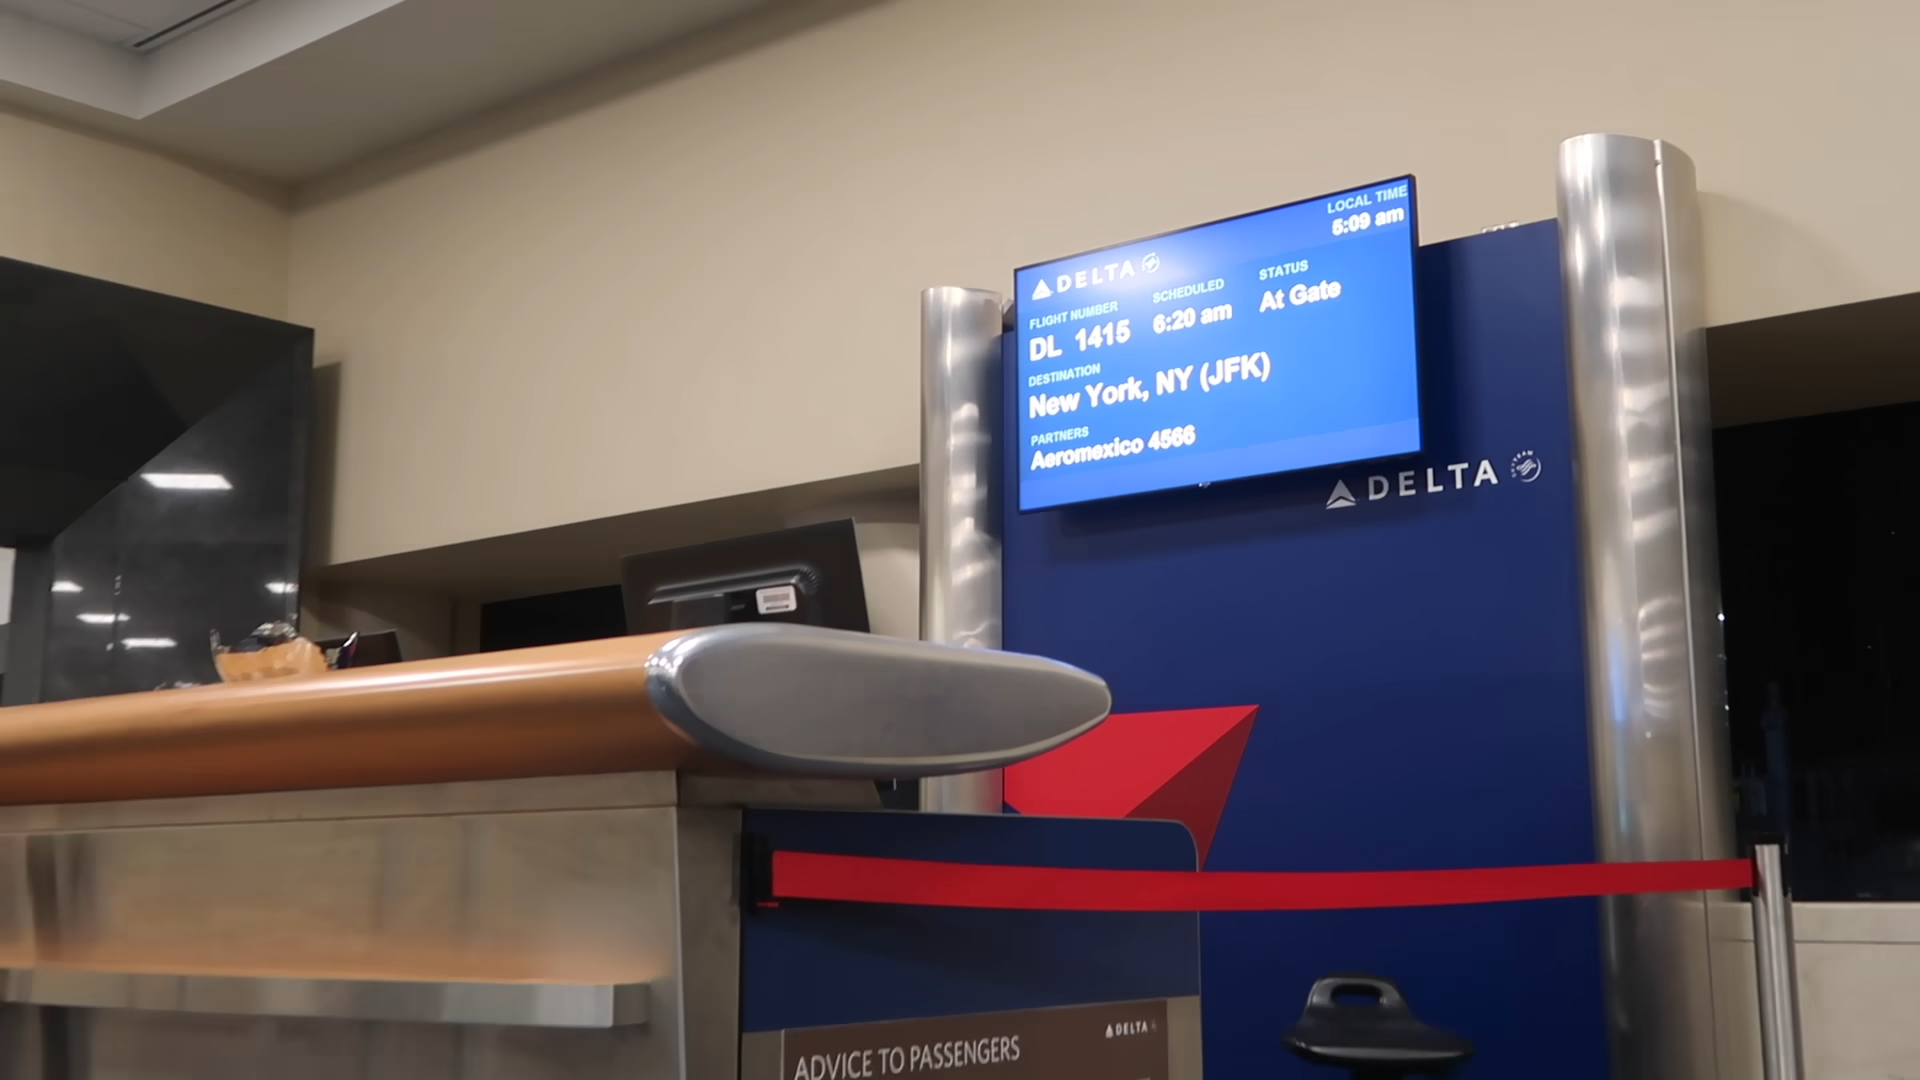 LOCAL TIME
5:09 am
DELTA
FLIGHT NUMBER SCHEDULED STATUS
DL 1415 6:20 am At Gate
DESTINATION
New York, NY (JFK)
PARTNERS
Aeromexico 4566
DELTA
DELTA
ADVICE TO PASSENGERS